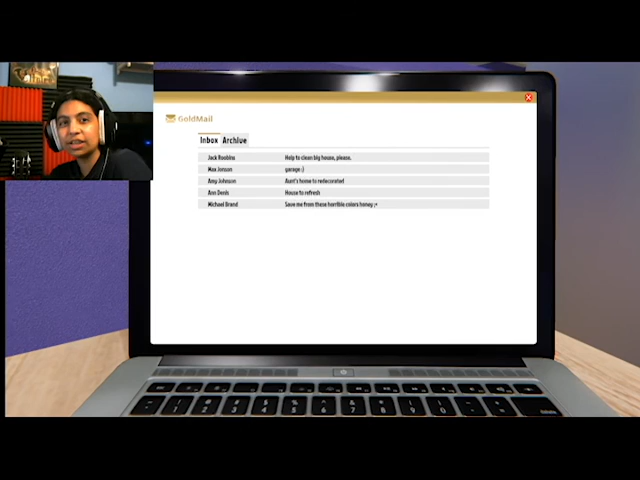 GoldMail
Inbox Archive
Jack Roobins Help to clean big house, please.
Max Jonson garage :)
Amy Johnson Aunt's home to redecorated
Ann Denis House to refresh
Michael Brand Save me from these horrible colors honey ;*